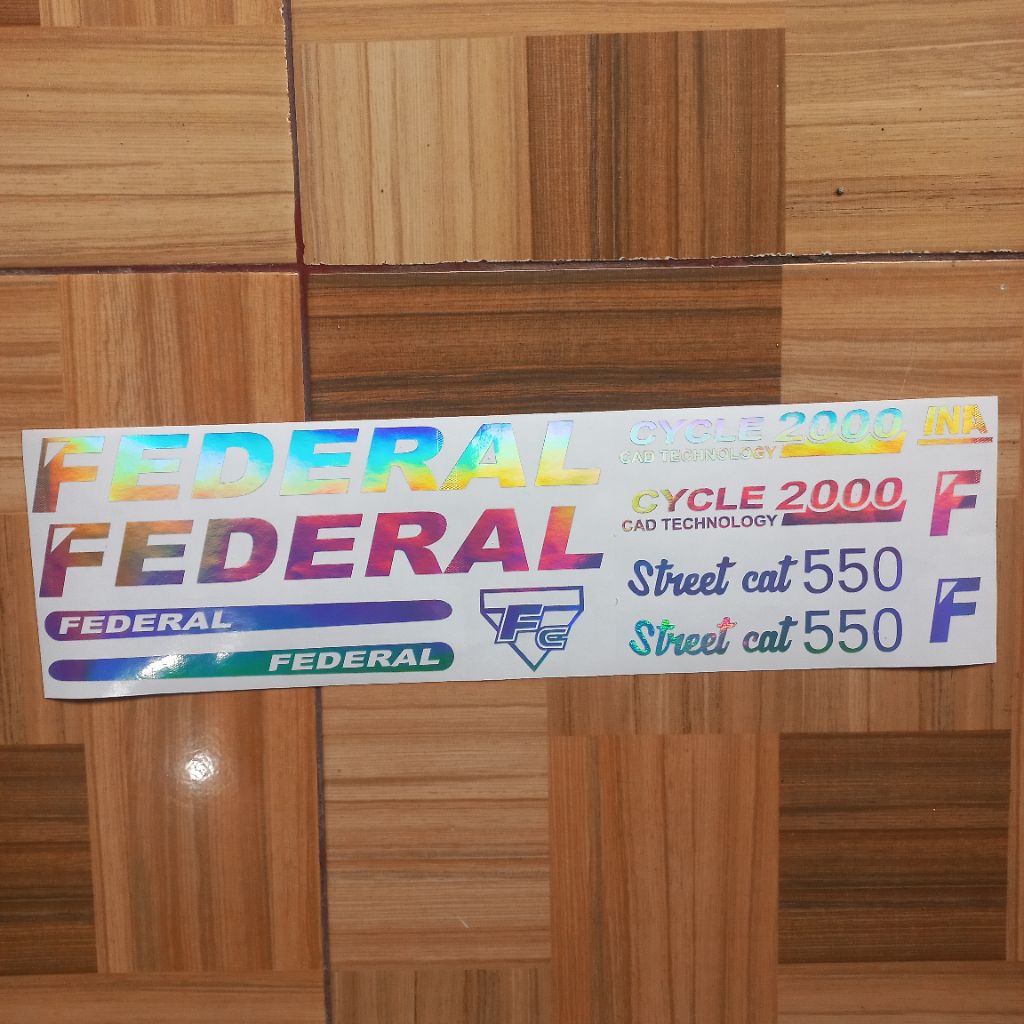 FEDERAL
FEDERAL
FEDERAL
FEDERAL
FC
CYCLE 2000
CAD TECHNOLOGY
CYCLE 2000
CAD TECHNOLOGY
Street cat 550
Street cat 550
INA
F
F